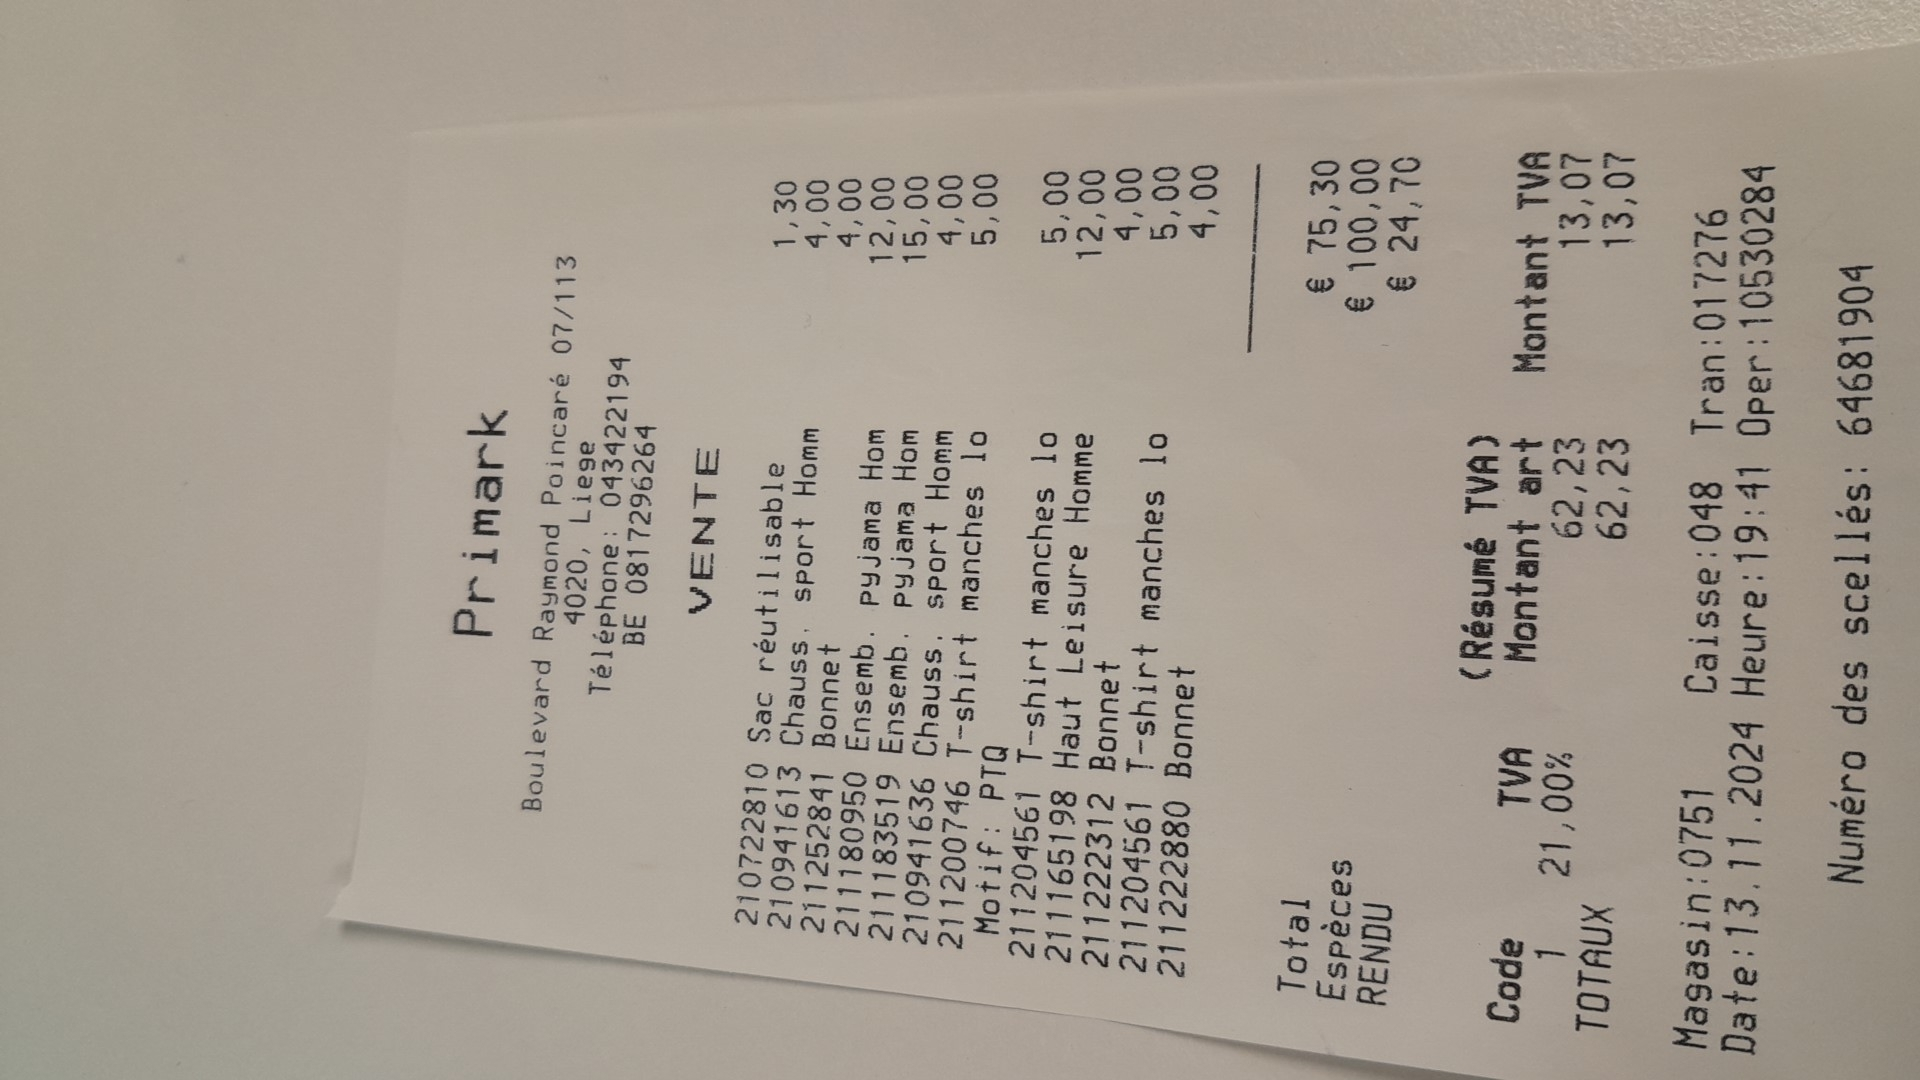 Primark
Boulevard Raymond Poincaré 07/113
4020, Liege
Téléphone: 043422194
BE 0817296264
VENTE
210722810 Sac réutilisable 1,30
210941613 Chauss. sport Homm 4,00
211252841 Bonnet 4,00
211180950 Ensemb. pyjama Hom 12,00
211183519 Ensemb. pyjama Hom 15,00
210941636 Chauss. sport Homm 4,00
211200746 T-shirt manches lo 5,00
Motif: PTQ
211204561 T-shirt manches lo 5,00
211165198 Haut Leisure Homme 12,00
211222312 Bonnet 4,00
211204561 T-shirt manches lo 5,00
211222880 Bonnet 4,00
Total € 75,30
Espèces € 100,00
RENDU € 24,70
(Résumé TVA)
Code TVA Montant art Montant TVA
1 21,00% 62,23 13,07
TOTAUX 62,23 13,07
Magasin:0751 Caisse:048 Tran:017276
Date:13.11.2024 Heure:19:41 Oper:10530284
Numéro des scellés: 64681904